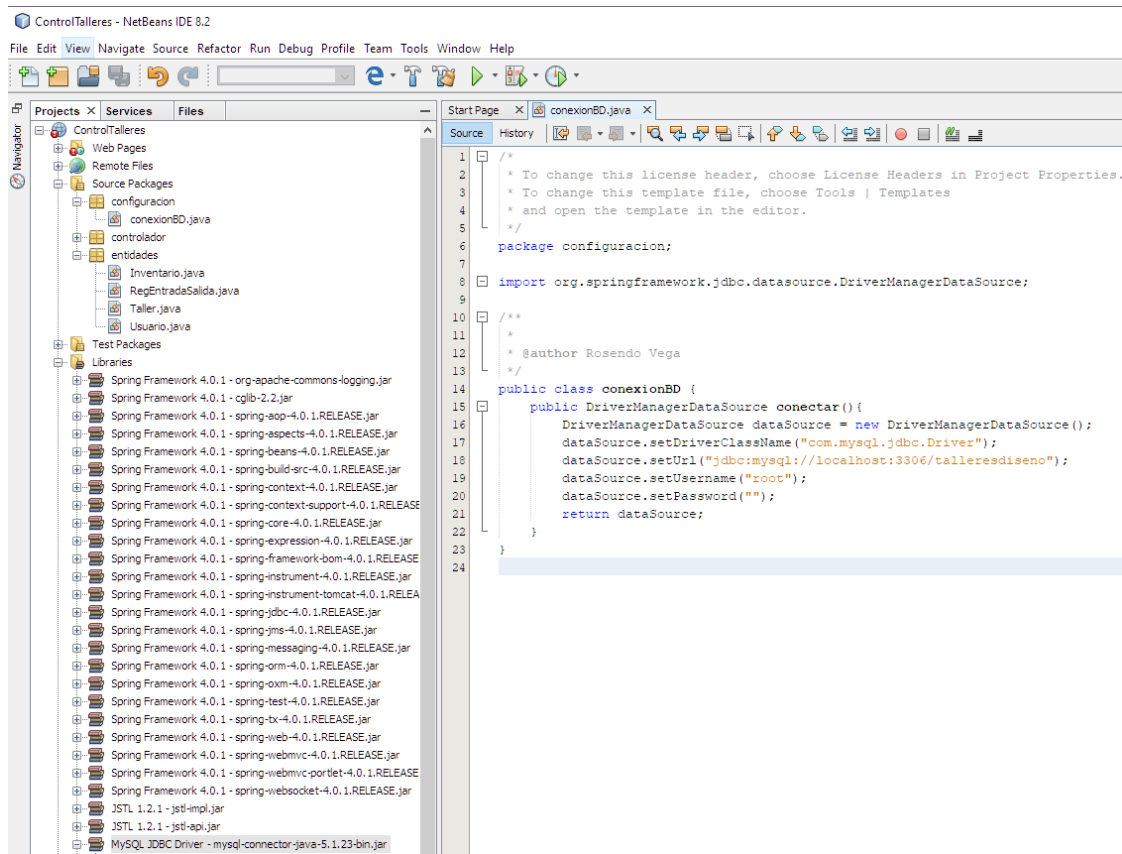 ControlTalleres - NetBeans IDE 8.2
File Edit View Navigate Source Refactor Run Debug Profile Team Tools Window Help
Navigator
Projects Services Files
ControlTalleres
Web Pages
Remote Files
Source Packages
configuracion
conexionBD.java
controlador
entidades
Inventario.java
RegEntradaSalida.java
Taller.java
Usuario.java
Test Packages
Libraries
Spring Framework 4.0.1 - org-apache-commons-logging.jar
Spring Framework 4.0.1 - cglib-2.2.jar
Spring Framework 4.0.1 - spring-aop-4.0.1.RELEASE.jar
Spring Framework 4.0.1 - spring-aspects-4.0.1.RELEASE.jar
Spring Framework 4.0.1 - spring-beans-4.0.1.RELEASE.jar
Spring Framework 4.0.1 - spring-build-src-4.0.1.RELEASE.jar
Spring Framework 4.0.1 - spring-context-4.0.1.RELEASE.jar
Spring Framework 4.0.1 - spring-context-support-4.0.1.RELEASE
Spring Framework 4.0.1 - spring-core-4.0.1.RELEASE.jar
Spring Framework 4.0.1 - spring-expression-4.0.1.RELEASE.jar
Spring Framework 4.0.1 - spring-framework-bom-4.0.1.RELEASE
Spring Framework 4.0.1 - spring-instrument-4.0.1.RELEASE.jar
Spring Framework 4.0.1 - spring-instrument-tomcat-4.0.1.RELEA
Spring Framework 4.0.1 - spring-jdbc-4.0.1.RELEASE.jar
Spring Framework 4.0.1 - spring-jms-4.0.1.RELEASE.jar
Spring Framework 4.0.1 - spring-messaging-4.0.1.RELEASE.jar
Spring Framework 4.0.1 - spring-orm-4.0.1.RELEASE.jar
Spring Framework 4.0.1 - spring-oxm-4.0.1.RELEASE.jar
Spring Framework 4.0.1 - spring-test-4.0.1.RELEASE.jar
Spring Framework 4.0.1 - spring-tx-4.0.1.RELEASE.jar
Spring Framework 4.0.1 - spring-web-4.0.1.RELEASE.jar
Spring Framework 4.0.1 - spring-webmvc-4.0.1.RELEASE.jar
Spring Framework 4.0.1 - spring-webmvc-portlet-4.0.1.RELEASE
Spring Framework 4.0.1 - spring-websocket-4.0.1.RELEASE.jar
JSTL 1.2.1 - jstl-impl.jar
JSTL 1.2.1 - jstl-api.jar
MySQL JDBC Driver - mysql-connector-java-5.1.23-bin.jar
Start Page conexionBD.java
Source History
1 /*
2 * To change this license header, choose License Headers in Project Properties.
3 * To change this template file, choose Tools | Templates
4 * and open the template in the editor.
5 */
6 package configuracion;
7
8 import org.springframework.jdbc.datasource.DriverManagerDataSource;
9
10 /**
11 *
12 * @author Rosendo Vega
13 */
14 public class conexionBD {
15 public DriverManagerDataSource conectar(){
16 DriverManagerDataSource dataSource = new DriverManagerDataSource();
17 dataSource.setDriverClassName("com.mysql.jdbc.Driver");
18 dataSource.setUrl("jdbc:mysql://localhost:3306/talleresdiseno");
19 dataSource.setUsername("root");
20 dataSource.setPassword("");
21 return dataSource;
22 }
23 }
24